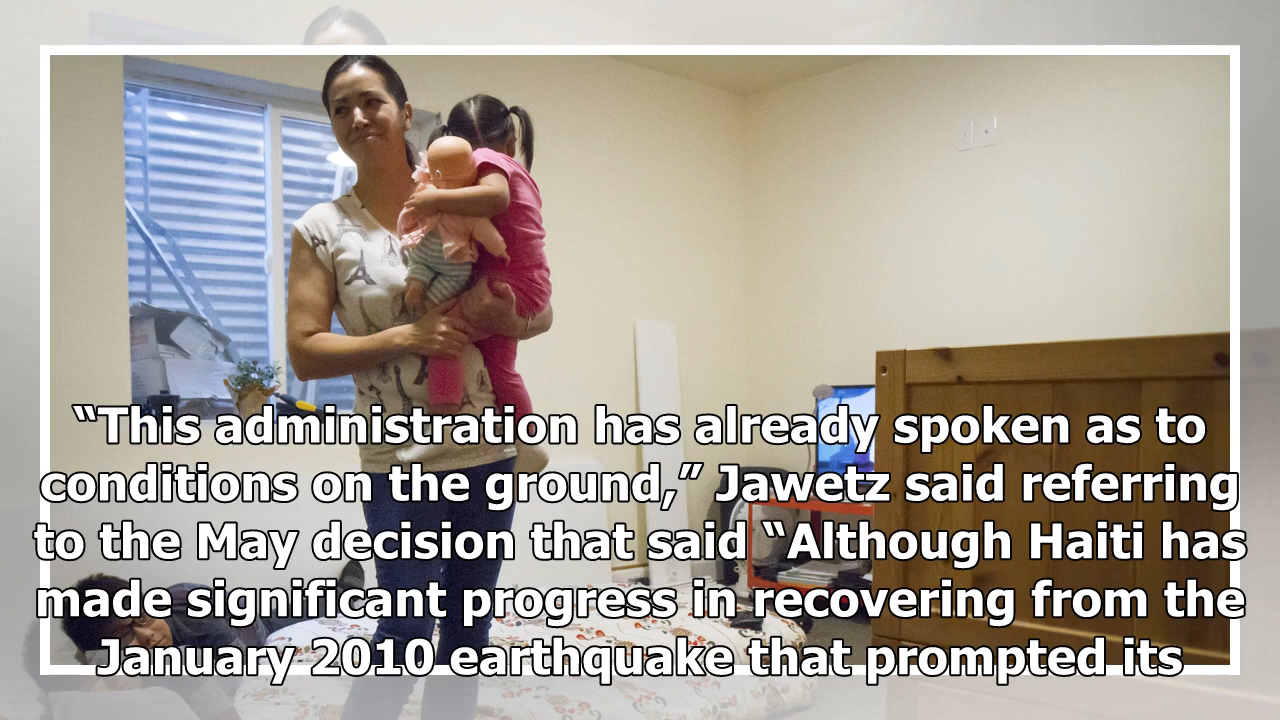 “This administration has already spoken as to
conditions on the ground,” Jawetz said referring
to the May decision that said “Although Haiti has
made significant progress in recovering from the
January 2010 earthquake that prompted its